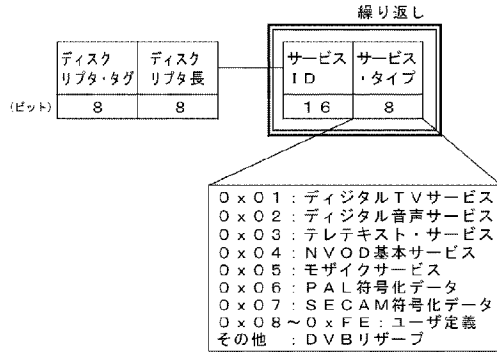 繰り返し
ディスク
リプタ・タグ
ディスク
リプタ長
サービス
ID
サービス
・タイプ
(ビット)
8
8
16
8
0x01:ディジタルTVサービス
0x02:ディジタル音声サービス
0x03:テレテキスト・サービス
0x04:NVOD基本サービス
0x05:モザイクサービス
0x06:PAL符号化データ
0x07:SECAM符号化データ
0x08～0xFE:ユーザ定義
その他 :DVBリザーブ